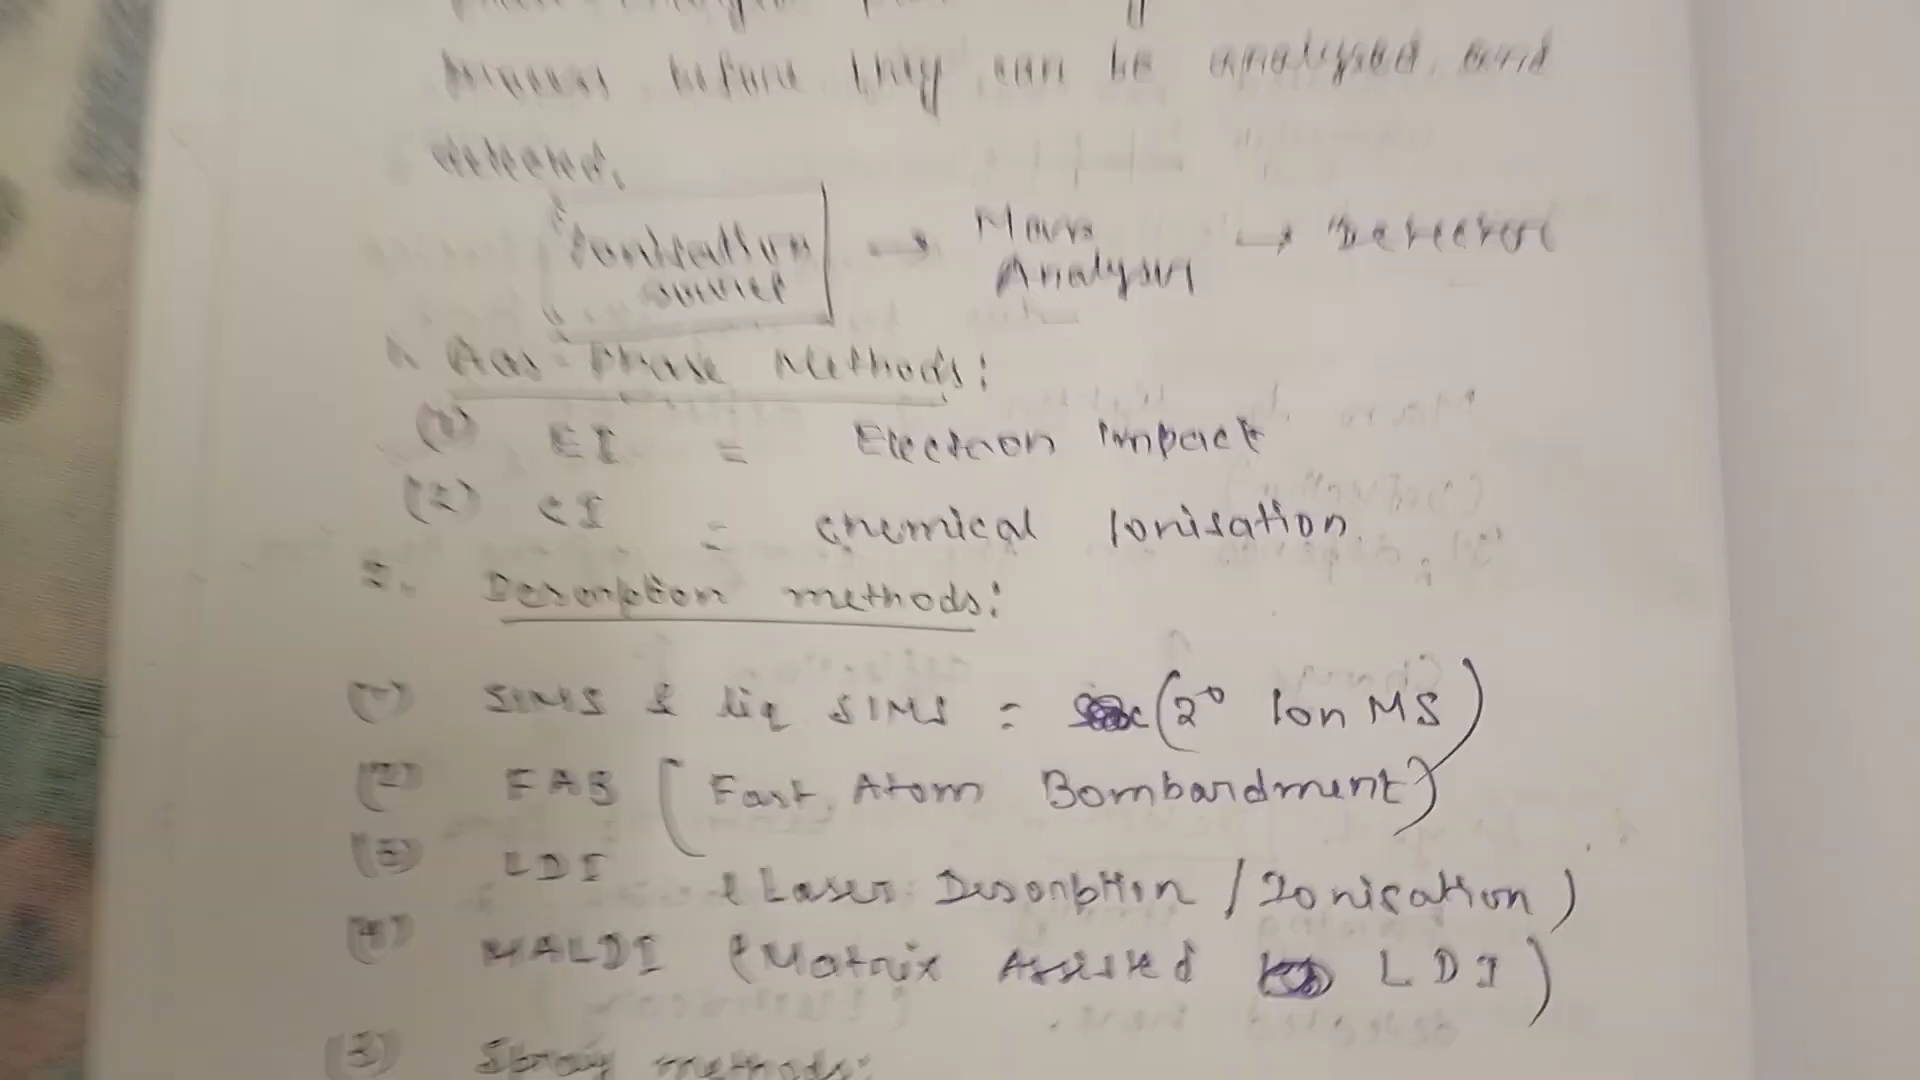 before they can be analysed and
detected.
Ionisation source → Mass Analyser → Detector
1. Gas-Phase Methods:
(1) EI = Electron Impact
(2) CI = chemical Ionisation
2. Desorption methods:
(1) SIMS & liq SIMS = (2° Ion MS)
(2) FAB (Fast Atom Bombardment)
(3) LDI (Laser Desorbtion / Ionisation)
(4) MALDI (Matrix Assisted LDI)
(3) Spray methods: